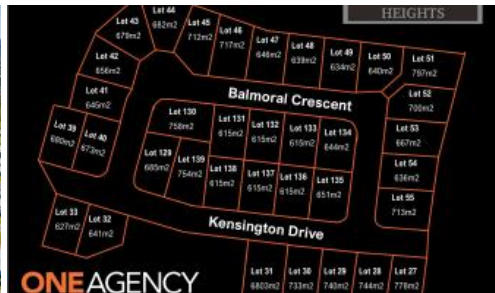 HEIGHTS
Lot 44
682m2
Lot 43
679m2
Lot 45
712m2
Lot 46
717m2
Lot 47
646m2
Lot 48
639m2
Lot 49
634m2
Lot 50
640m2
Lot 51
797m2
Lot 42
656m2
Lot 41
645m2
Lot 52
700m2
Balmoral Crescent
Lot 39
680m2
Lot 40
673m2
Lot 130
758m2
Lot 131
615m2
Lot 132
615m2
Lot 133
615m2
Lot 134
644m2
Lot 53
667m2
Lot 129
685m2
Lot 139
754m2
Lot 138
615m2
Lot 137
615m2
Lot 136
615m2
Lot 135
651m2
Lot 54
636m2
Lot 55
713m2
Lot 33
627m2
Lot 32
641m2
Kensington Drive
Lot 31
6803m2
Lot 30
733m2
Lot 29
740m2
Lot 28
744m2
Lot 27
778m2
ONEAGENCY